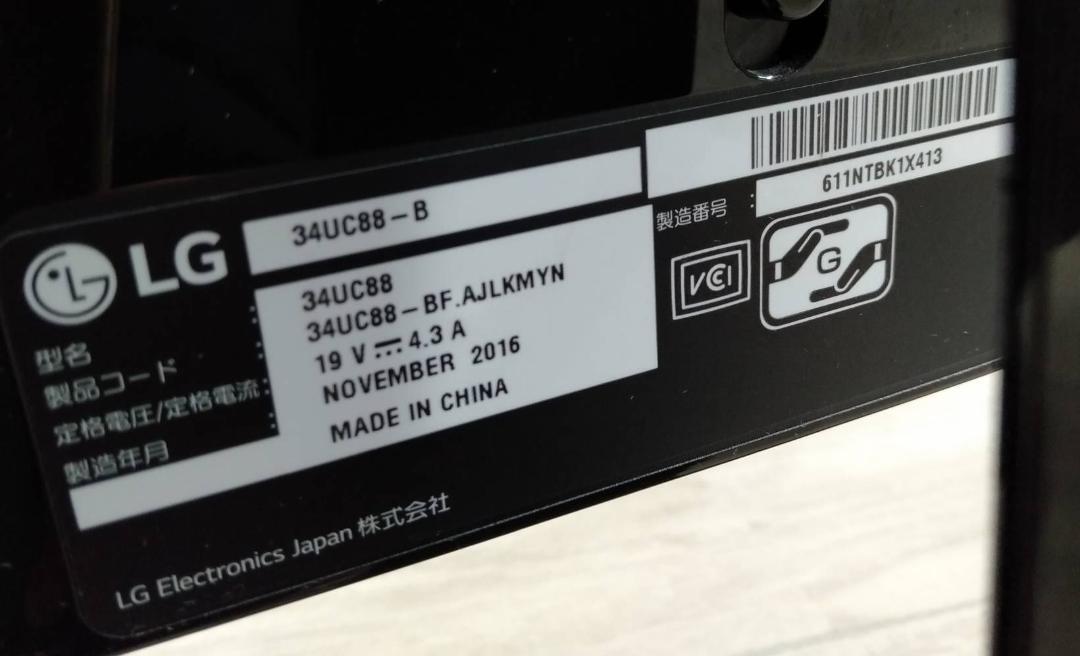 LG
34UC88-B
611NTBK1X413
製造番号 :
VCCI
G
型名 : 34UC88
製品コード : 34UC88-BF.AJLKMYN
定格電圧/定格電流 : 19 V ⎓ 4.3 A
製造年月 : NOVEMBER 2016
MADE IN CHINA
LG Electronics Japan 株式会社